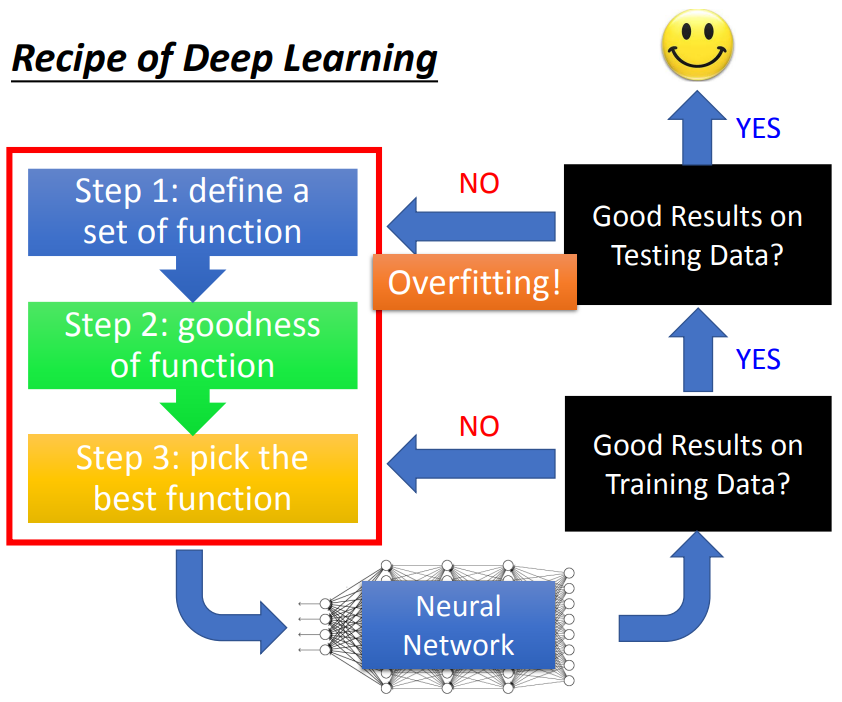 Recipe of Deep Learning
YES
Step 1: define a
set of function
NO
Good Results on
Testing Data?
Overfitting!
Step 2: goodness
of function
YES
Step 3: pick the
best function
NO
Good Results on
Training Data?
Neural
Network